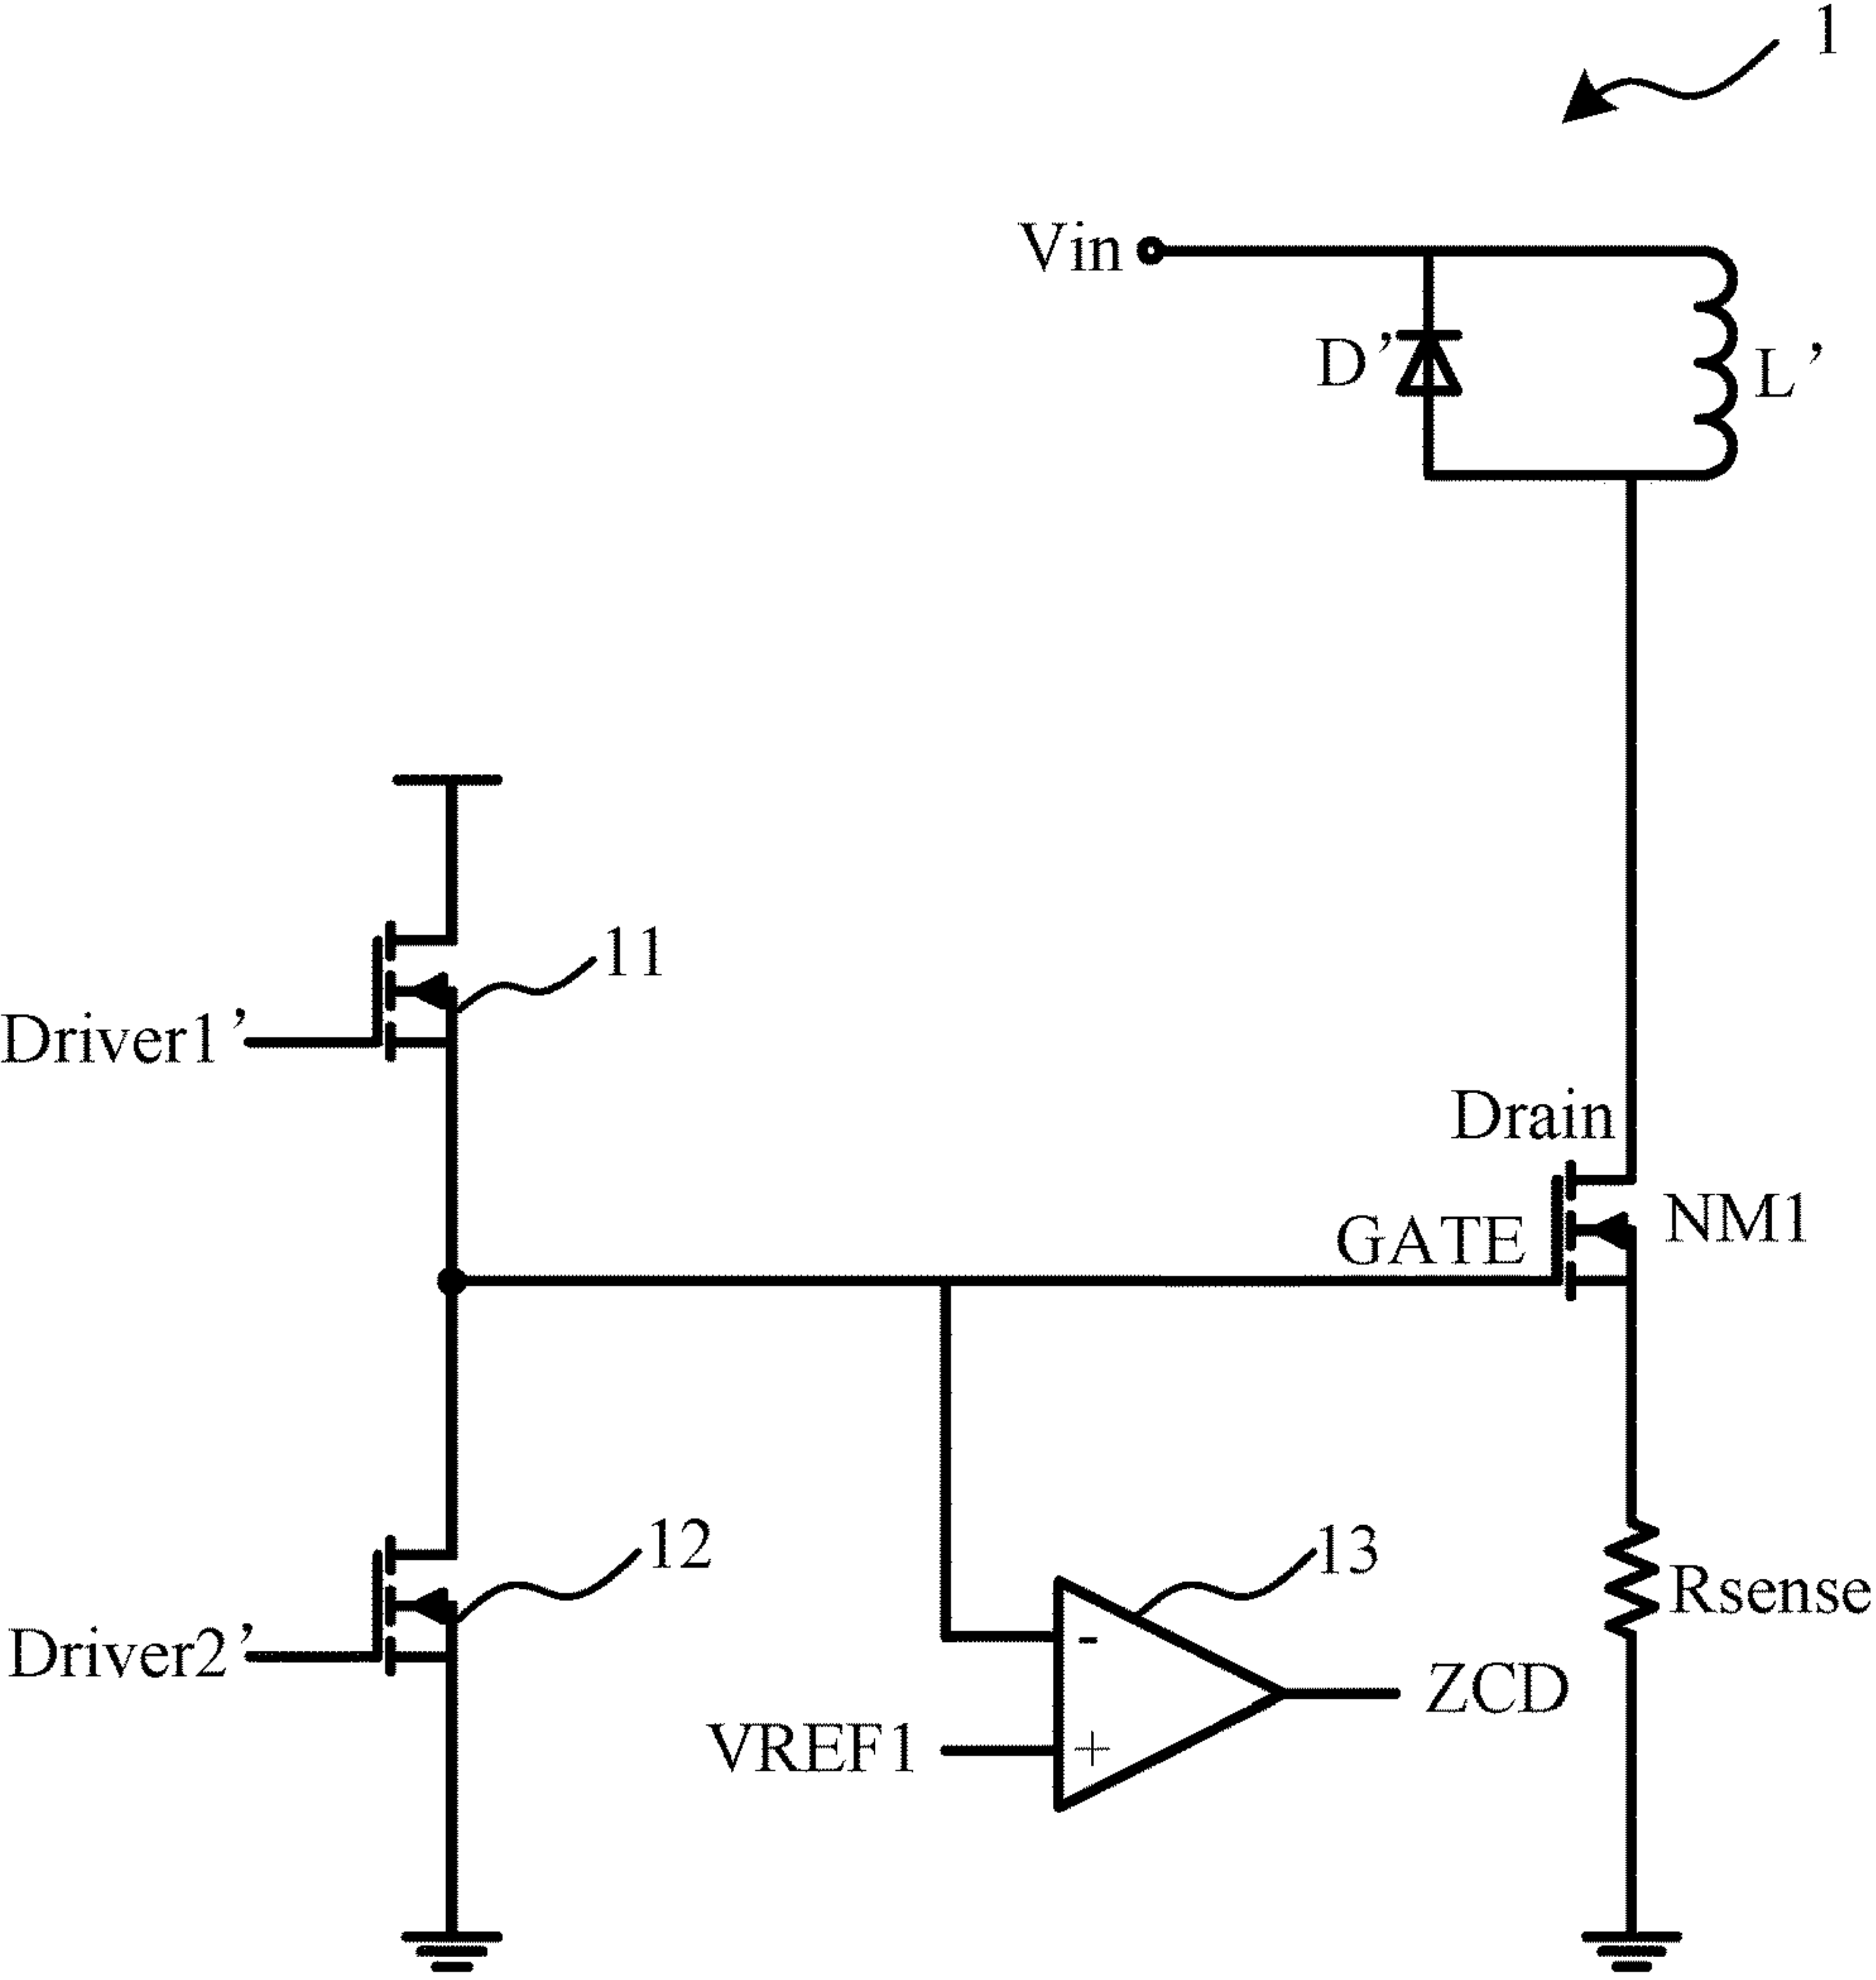 1
Vin
D’
L’
11
Driver1’
Drain
GATE
NM1
12
13
Driver2’
-
Rsense
ZCD
VREF1
+